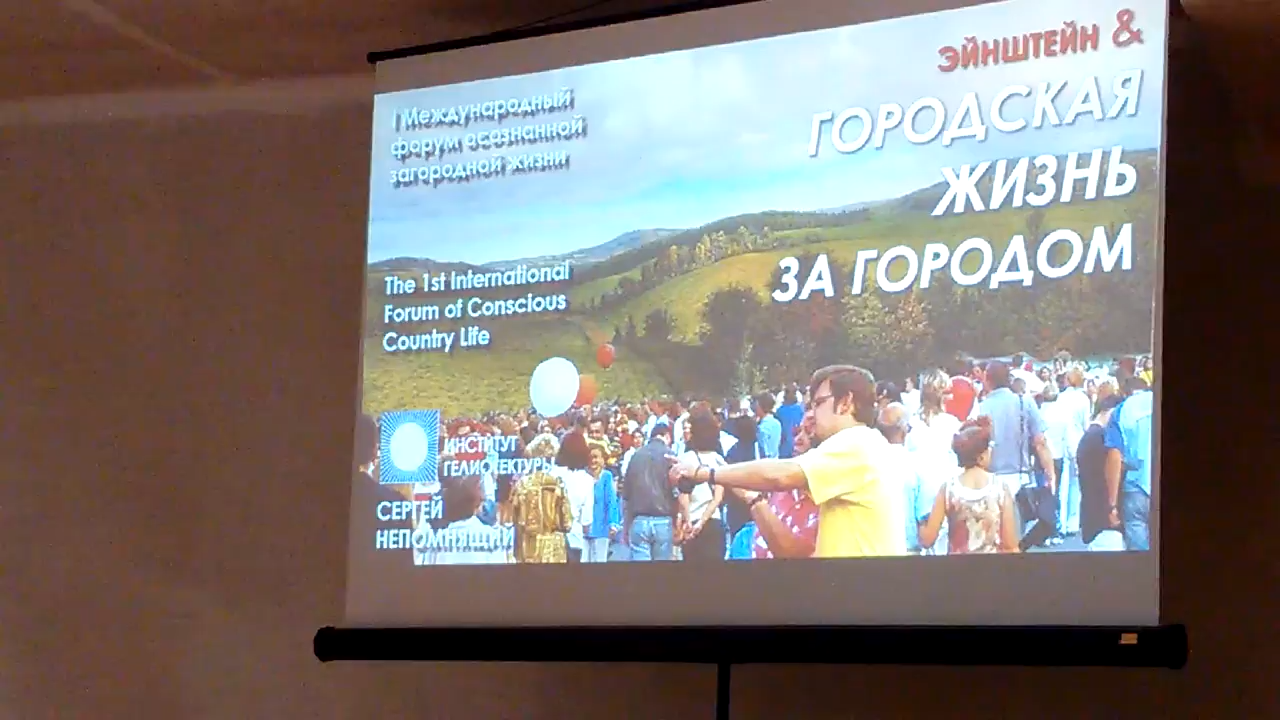 I Международный
форум осознанной
загородной жизни
ЭЙНШТЕЙН &
ГОРОДСКАЯ
ЖИЗНЬ
ЗА ГОРОДОМ
The 1st International
Forum of Conscious
Country Life
ИНСТИТУТ
ГЕЛИОТЕКТУРЫ
СЕРГЕЙ
НЕПОМНЯЩИЙ